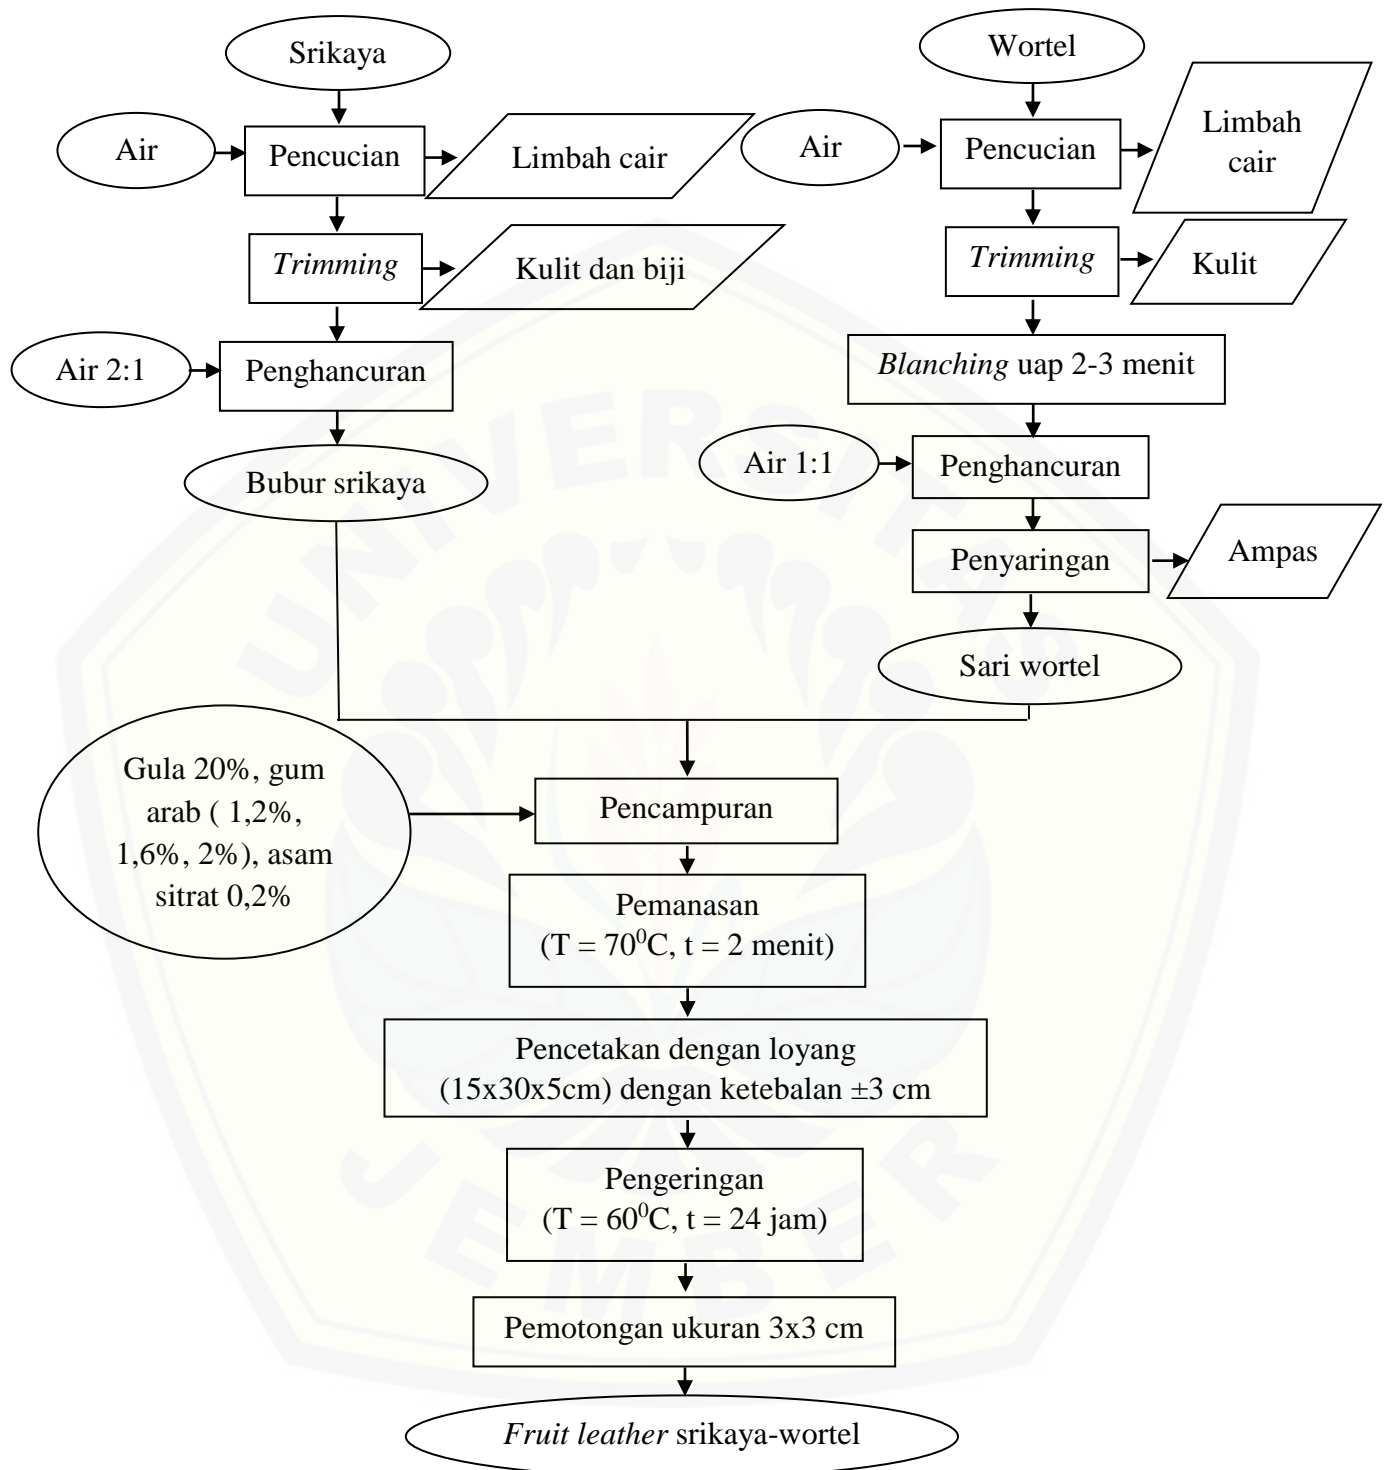 Srikaya
Air
Pencucian
Limbah cair
Trimming
Kulit dan biji
Air 2:1
Penghancuran
Bubur srikaya
Wortel
Air
Pencucian
Limbah
cair
Trimming
Kulit
Blanching uap 2-3 menit
Air 1:1
Penghancuran
Penyaringan
Ampas
Sari wortel
Gula 20%, gum
arab ( 1,2%,
1,6%, 2%), asam
sitrat 0,2%
Pencampuran
Pemanasan
(T = 70⁰C, t = 2 menit)
Pencetakan dengan loyang
(15x30x5cm) dengan ketebalan ±3 cm
Pengeringan
(T = 60⁰C, t = 24 jam)
Pemotongan ukuran 3x3 cm
Fruit leather srikaya-wortel
UNIVERSITAS
JEMBER